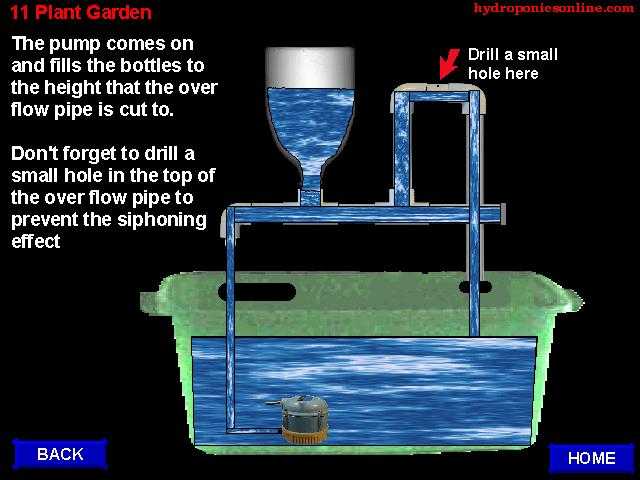 11 Plant Garden
hydroponicsonline.com
The pump comes on
and fills the bottles to
the height that the over
flow pipe is cut to.
Drill a small
hole here
Don't forget to drill a
small hole in the top of
the over flow pipe to
prevent the siphoning
effect
BACK
HOME